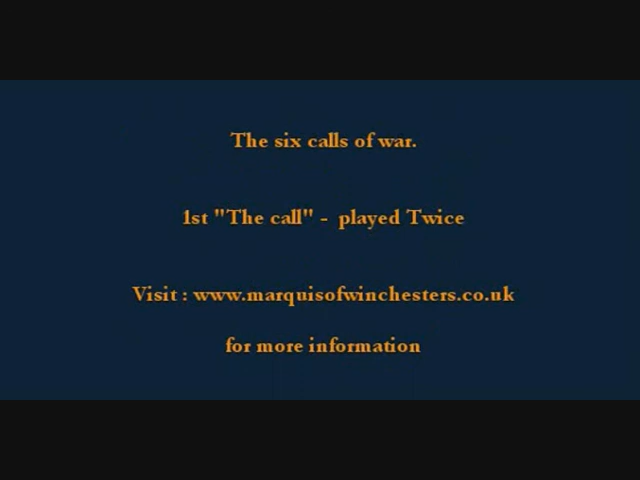 The six calls of war.
1st "The call" - played Twice
Visit : www.marquisofwinchesters.co.uk
for more information